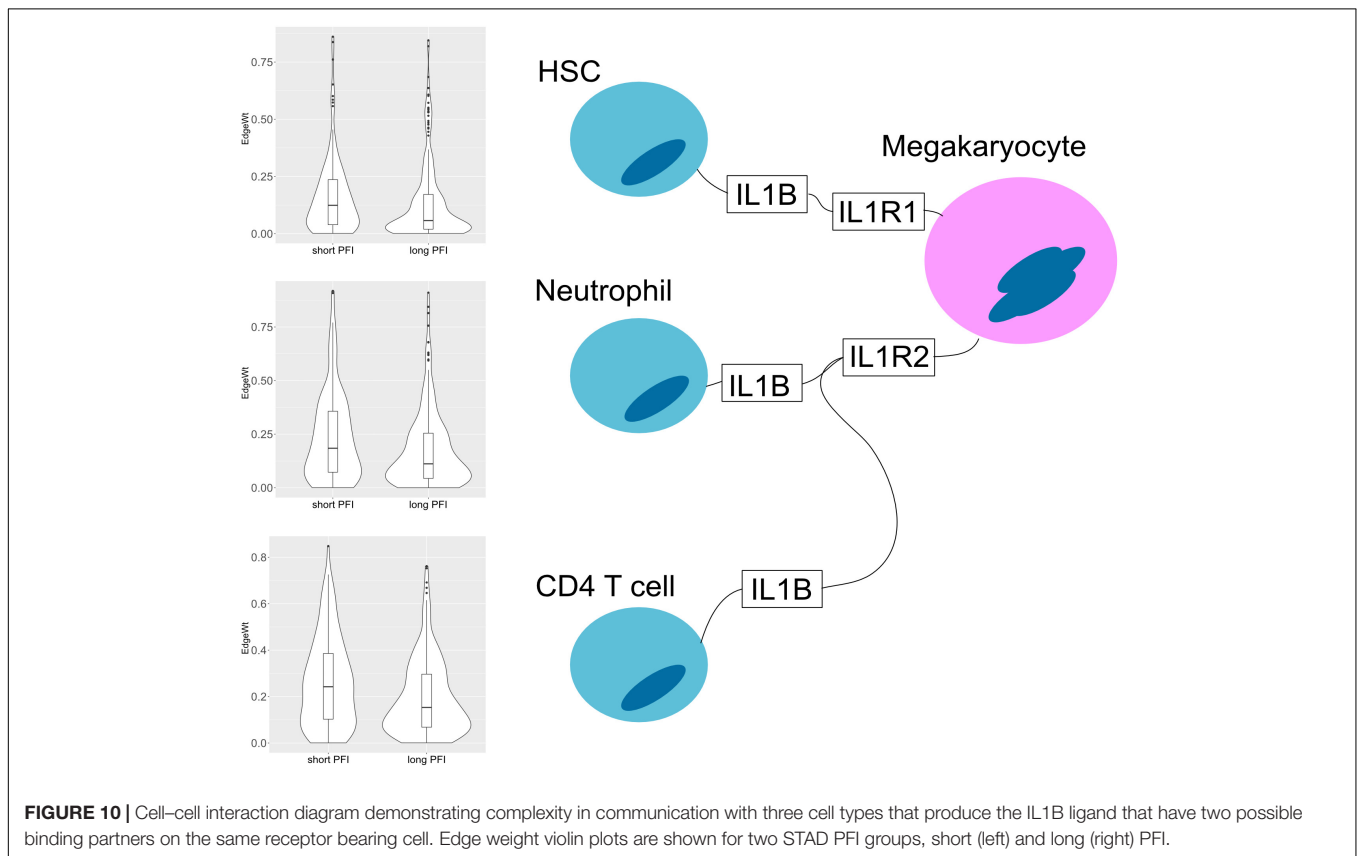 EdgeWt
0.75
0.50
0.25
0.00
short PFI
long PFI
HSC
IL1B
IL1R1
Megakaryocyte
EdgeWt
0.75
0.50
0.25
0.00
short PFI
long PFI
Neutrophil
IL1B
IL1R2
EdgeWt
0.8
0.6
0.4
0.2
0.0
short PFI
long PFI
CD4 T cell
IL1B
FIGURE 10 | Cell–cell interaction diagram demonstrating complexity in communication with three cell types that produce the IL1B ligand that have two possible
binding partners on the same receptor bearing cell. Edge weight violin plots are shown for two STAD PFI groups, short (left) and long (right) PFI.